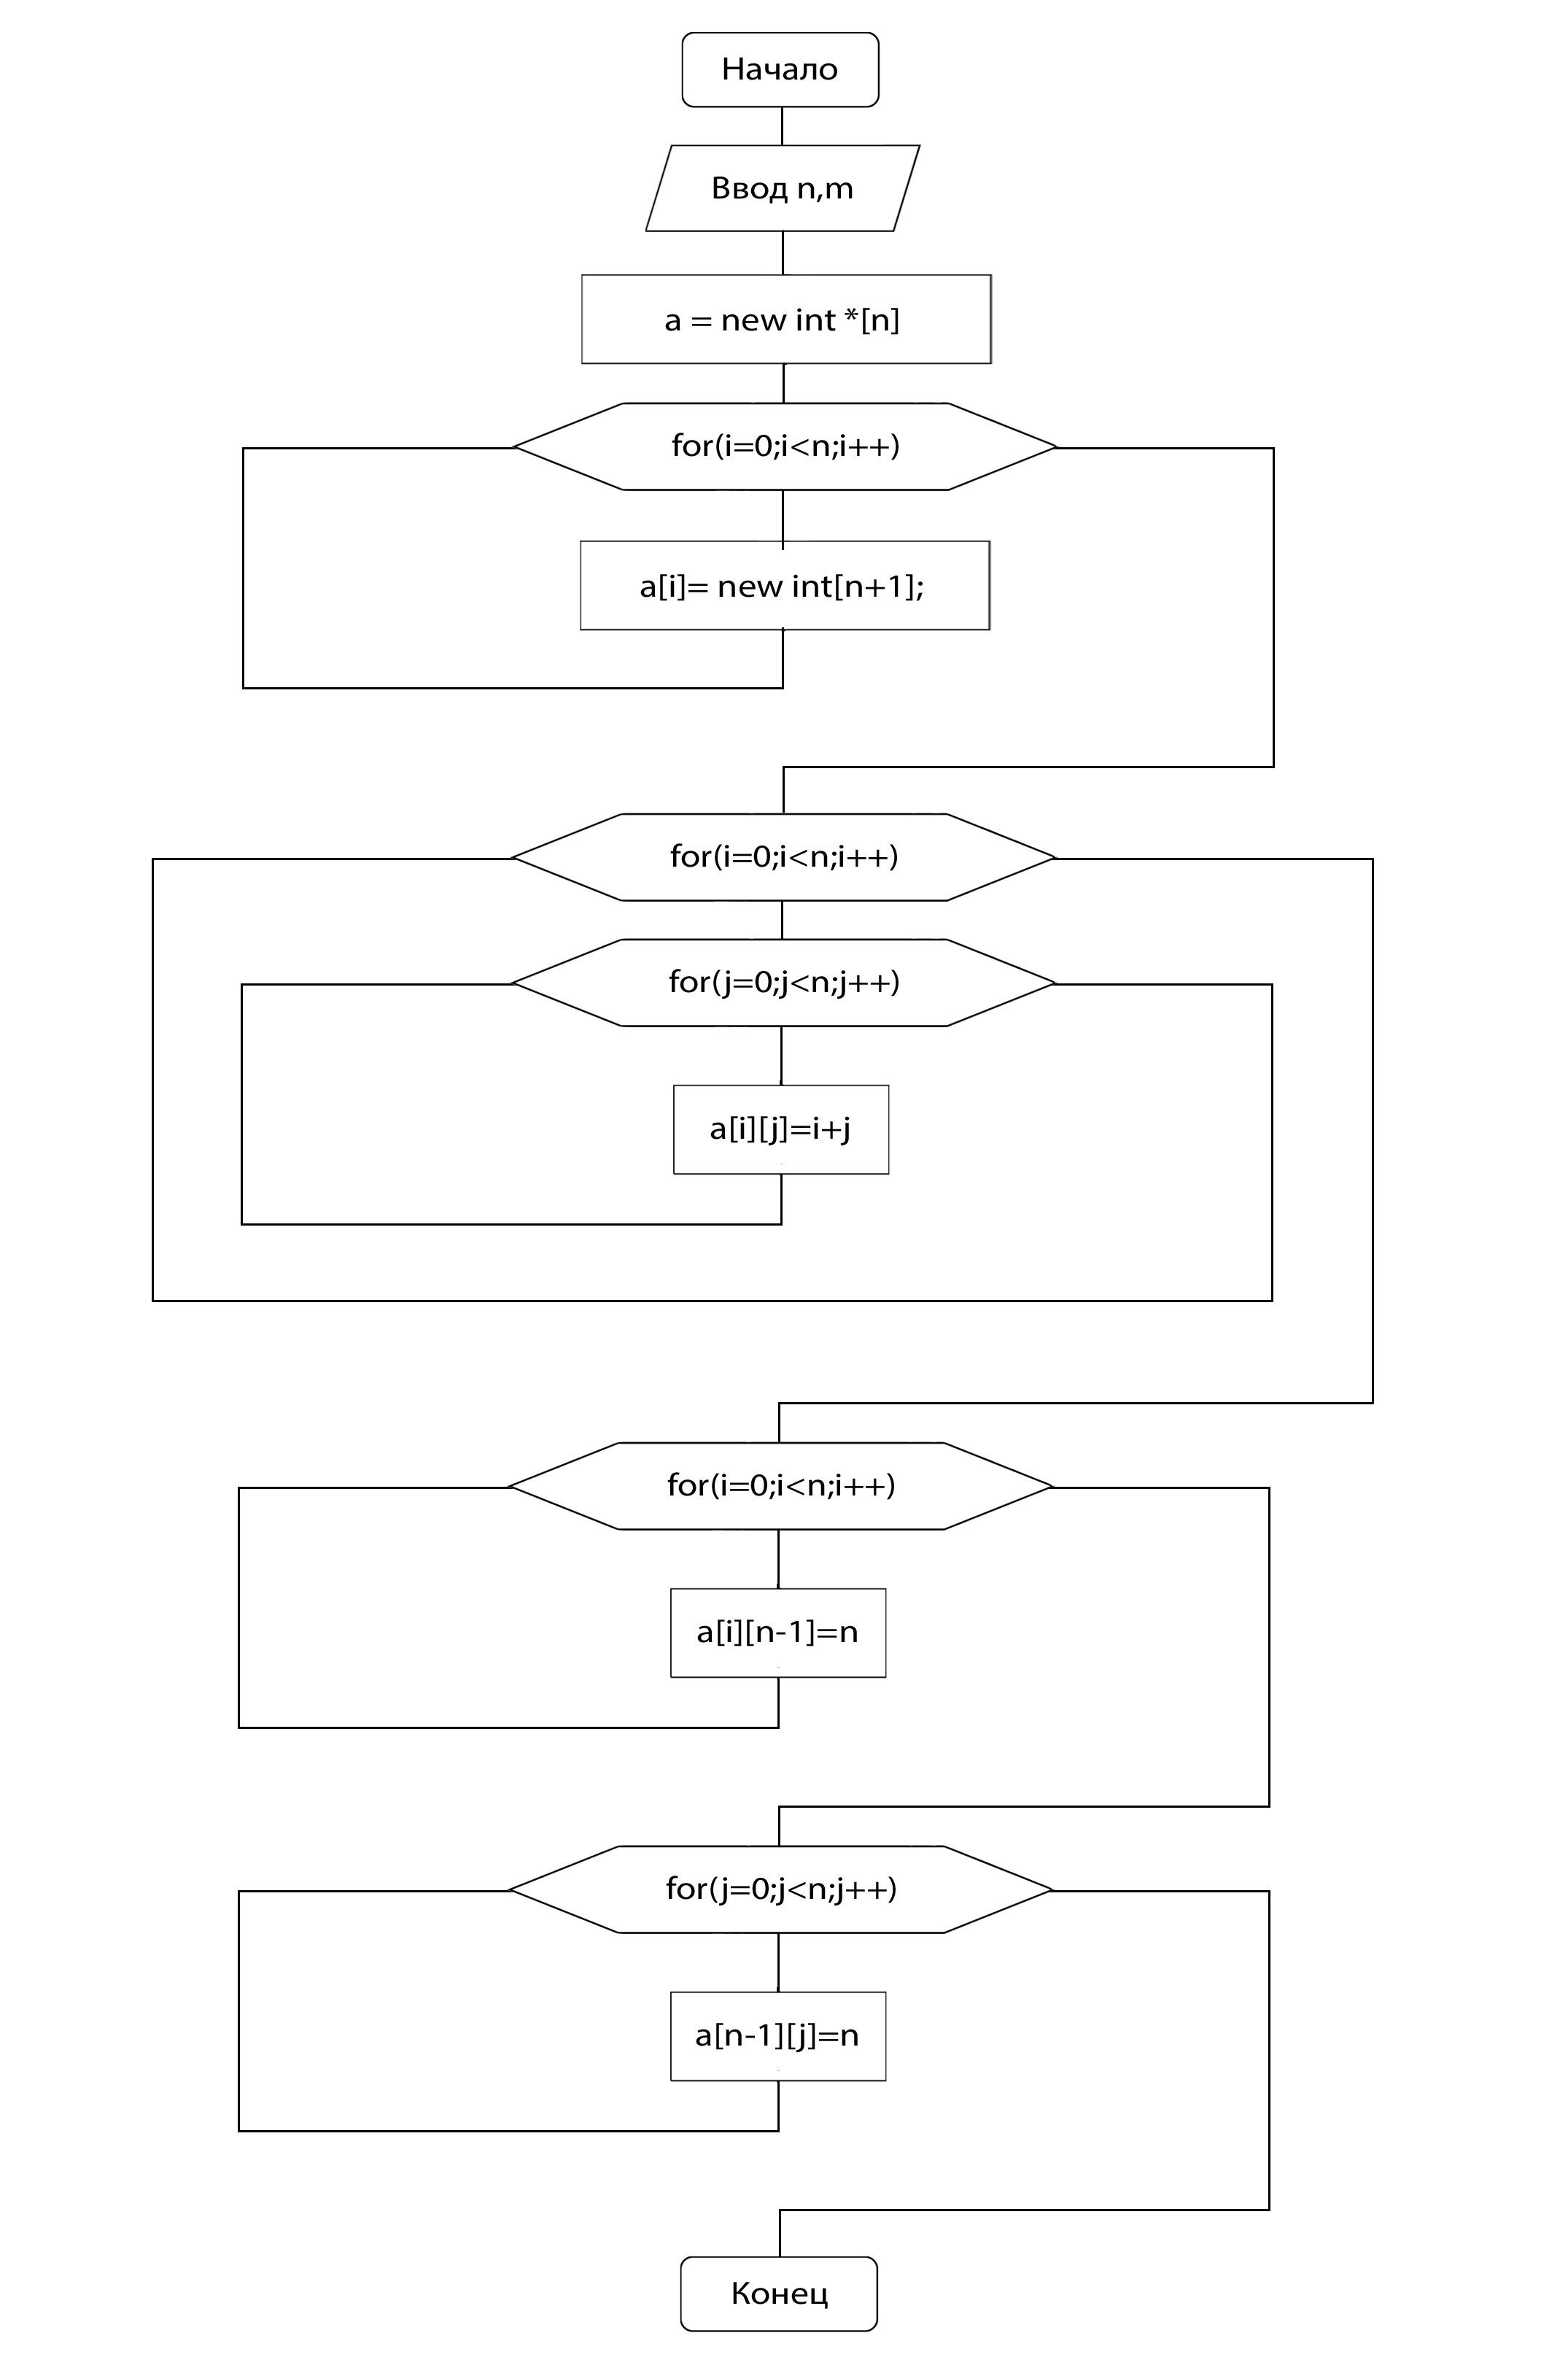 Начало
Ввод n,m
a = new int *[n]
for(i=0;i<n;i++)
a[i]= new int[n+1];
for(i=0;i<n;i++)
for(j=0;j<n;j++)
a[i][j]=i+j
for(i=0;i<n;i++)
a[i][n-1]=n
for(j=0;j<n;j++)
a[n-1][j]=n
Конец